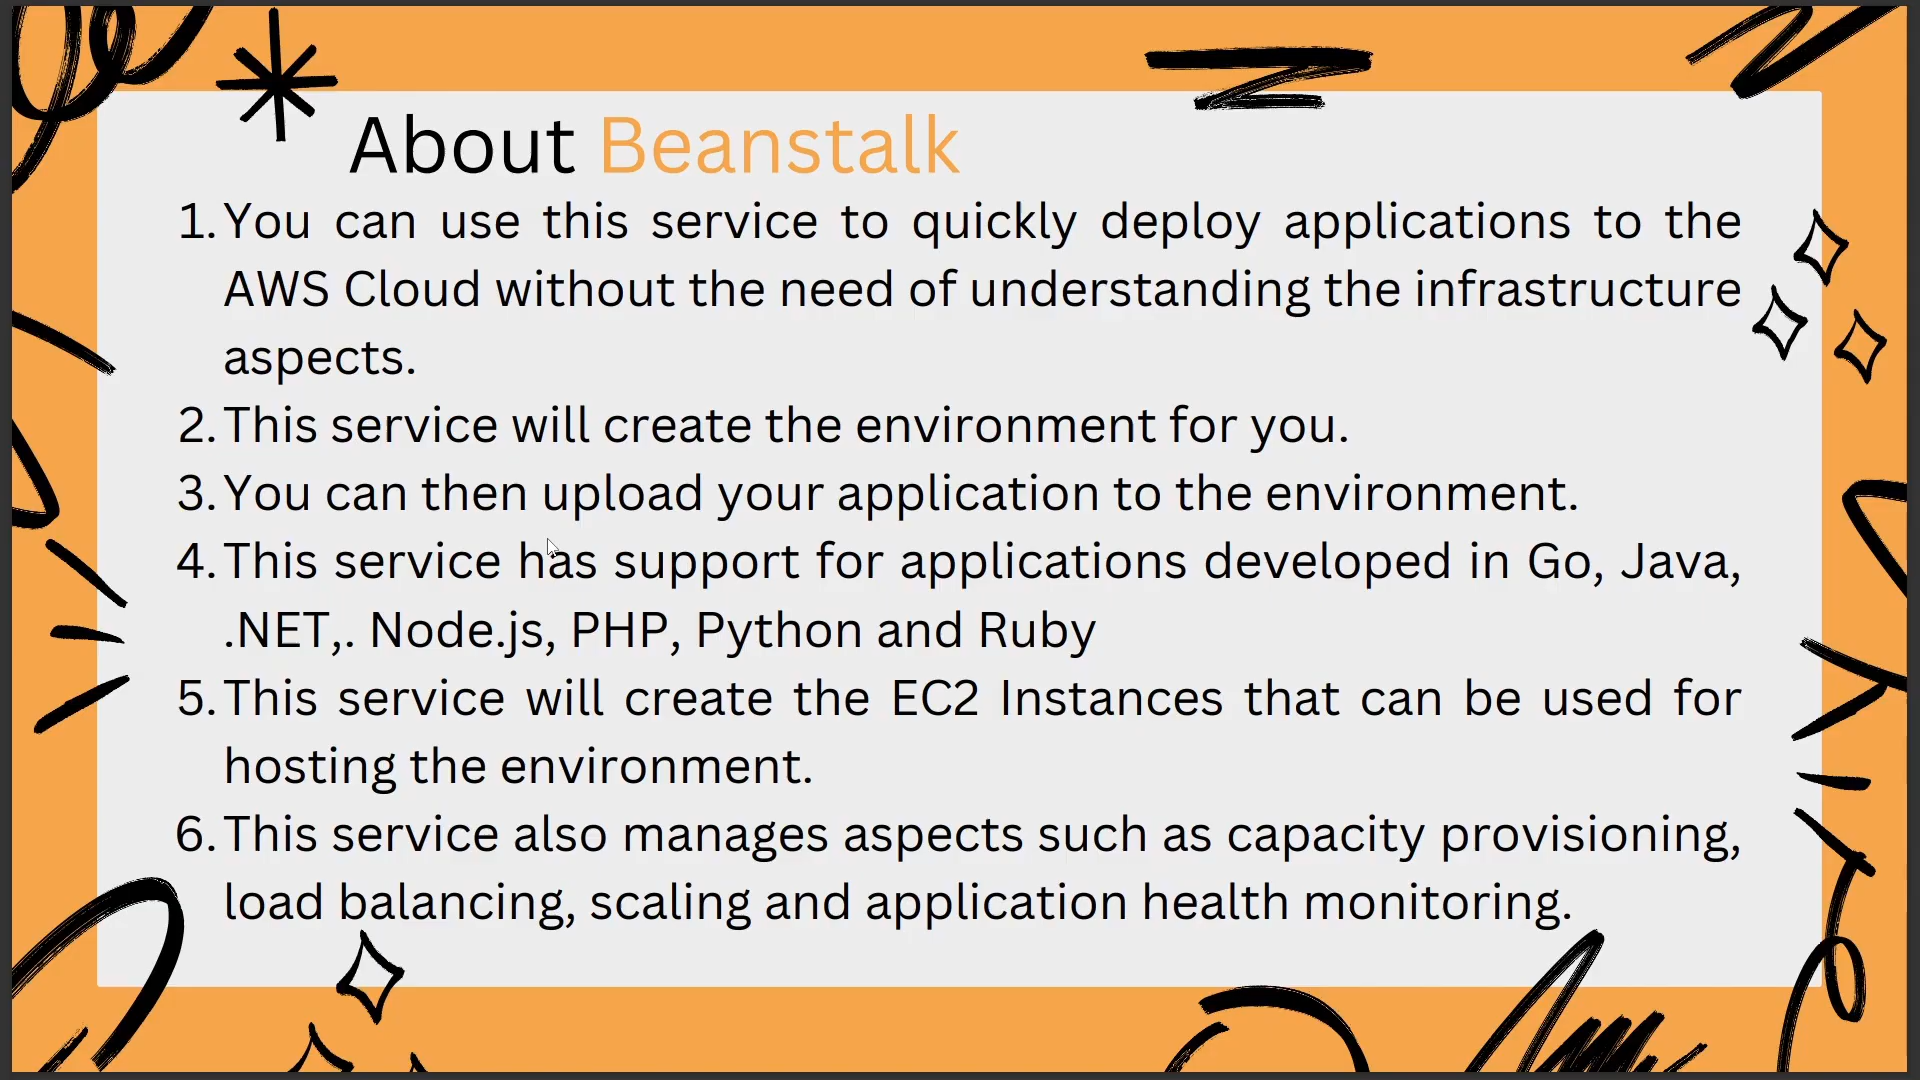 About Beanstalk
1. You can use this service to quickly deploy applications to the
AWS Cloud without the need of understanding the infrastructure
aspects.
2. This service will create the environment for you.
3. You can then upload your application to the environment.
4. This service has support for applications developed in Go, Java,
.NET,. Node.js, PHP, Python and Ruby
5. This service will create the EC2 Instances that can be used for
hosting the environment.
6. This service also manages aspects such as capacity provisioning,
load balancing, scaling and application health monitoring.